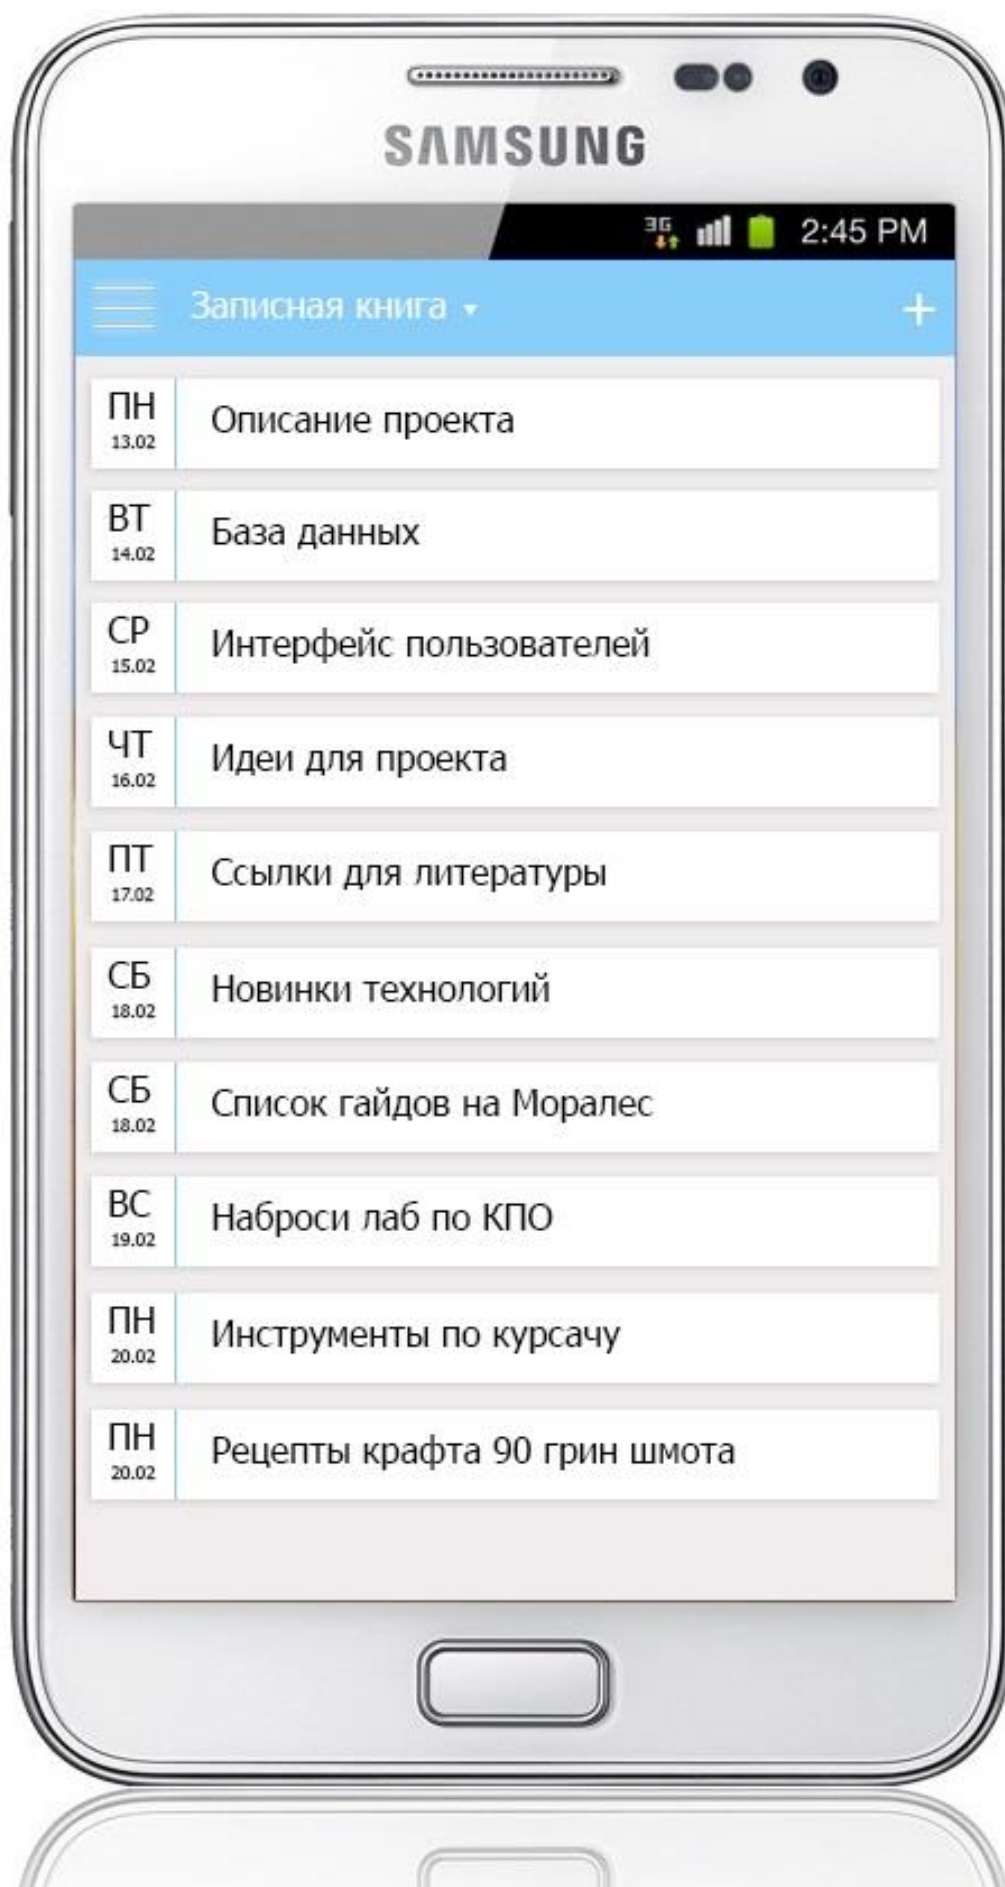 SAMSUNG
3G 2:45 PM
Записная книга
+
ПН
13.02
Описание проекта
ВТ
14.02
База данных
СР
15.02
Интерфейс пользователей
ЧТ
16.02
Идеи для проекта
ПТ
17.02
Ссылки для литературы
СБ
18.02
Новинки технологий
СБ
18.02
Список гайдов на Моралес
ВС
19.02
Наброси лаб по КПО
ПН
20.02
Инструменты по курсачу
ПН
20.02
Рецепты крафта 90 грин шмота